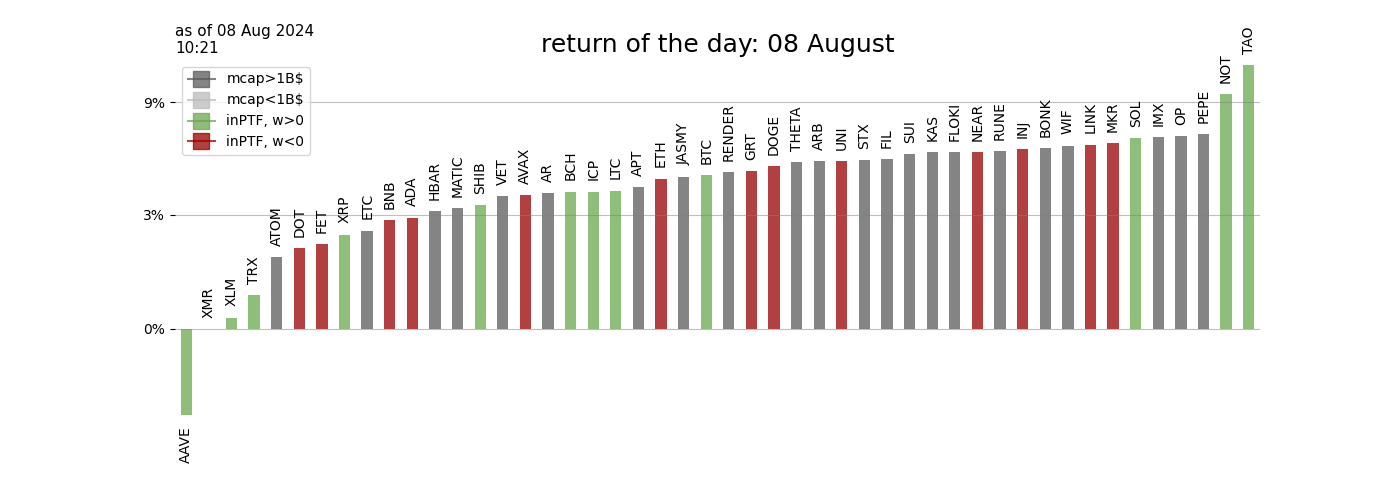 as of 08 Aug 2024
10:21
return of the day: 08 August
mcap>1B$
mcap<1B$
inPTF, w>0
inPTF, w<0
9%
3%
0%
AAVE
XMR
XLM
TRX
ATOM
DOT
FET
XRP
ETC
BNB
ADA
HBAR
MATIC
SHIB
VET
AVAX
AR
BCH
ICP
LTC
APT
ETH
JASMY
BTC
RENDER
GRT
DOGE
THETA
ARB
UNI
STX
FIL
SUI
KAS
FLOKI
NEAR
RUNE
INJ
BONK
WIF
LINK
MKR
SOL
IMX
OP
PEPE
NOT
TAO